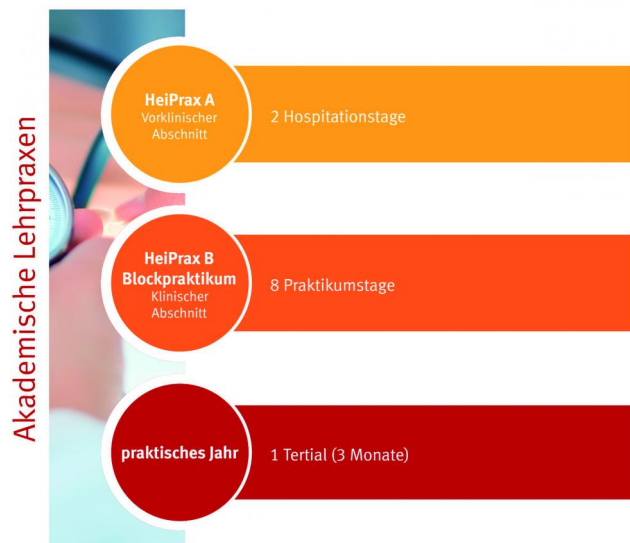 Akademische Lehrpraxen
HeiPrax A
Vorklinischer
Abschnitt
2 Hospitationstage
HeiPrax B
Blockpraktikum
Klinischer
Abschnitt
8 Praktikumstage
praktisches Jahr
1 Tertial (3 Monate)